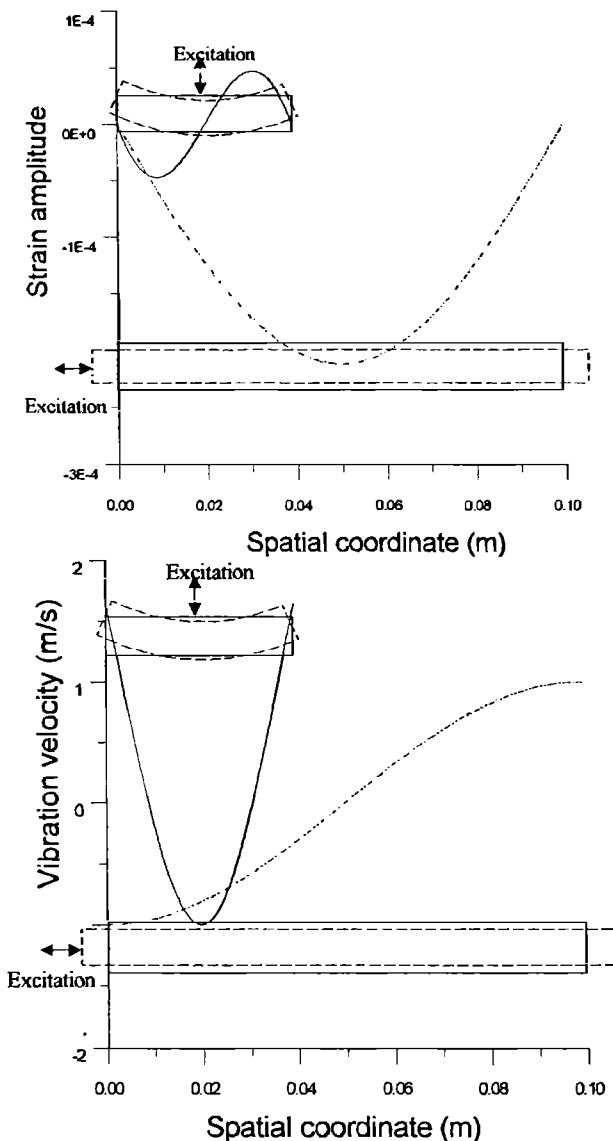 1E-4
Excitation
0E+0
Strain amplitude
-1E-4
Excitation
-3E-4
0.00 0.02 0.04 0.06 0.08 0.10
Spatial coordinate (m)
2
Excitation
1
Vibration velocity (m/s)
0
Excitation
-2
0.00 0.02 0.04 0.06 0.08 0.10
Spatial coordinate (m)